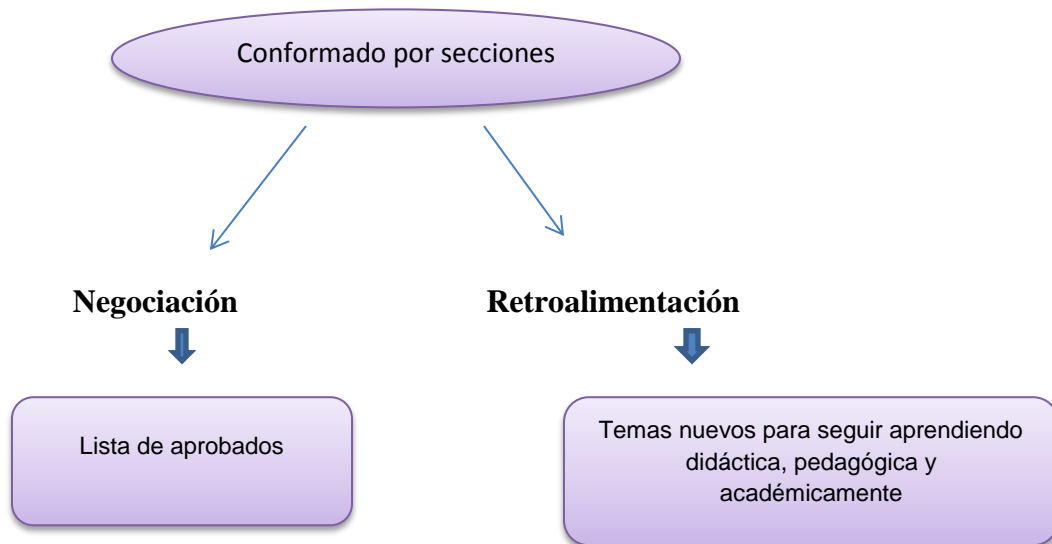 Conformado por secciones
Negociación
Retroalimentación
Lista de aprobados
Temas nuevos para seguir aprendiendo
didáctica, pedagógica y
académicamente